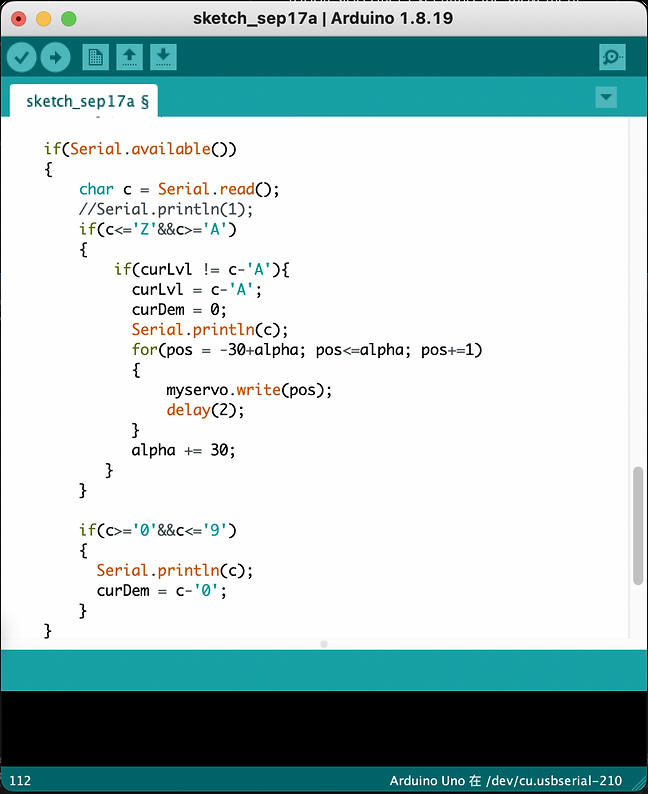 sketch_sep17a | Arduino 1.8.19
sketch_sep17a §
if(Serial.available())
{
char c = Serial.read();
//Serial.println(1);
if(c<='Z'&&c>='A')
{
if(curLvl != c-'A'){
curLvl = c-'A';
curDem = 0;
Serial.println(c);
for(pos = -30+alpha; pos<=alpha; pos+=1)
{
myservo.write(pos);
delay(2);
}
alpha += 30;
}
}
if(c>='0'&&c<='9')
{
Serial.println(c);
curDem = c-'0';
}
}
112
Arduino Uno 在 /dev/cu.usbserial-210